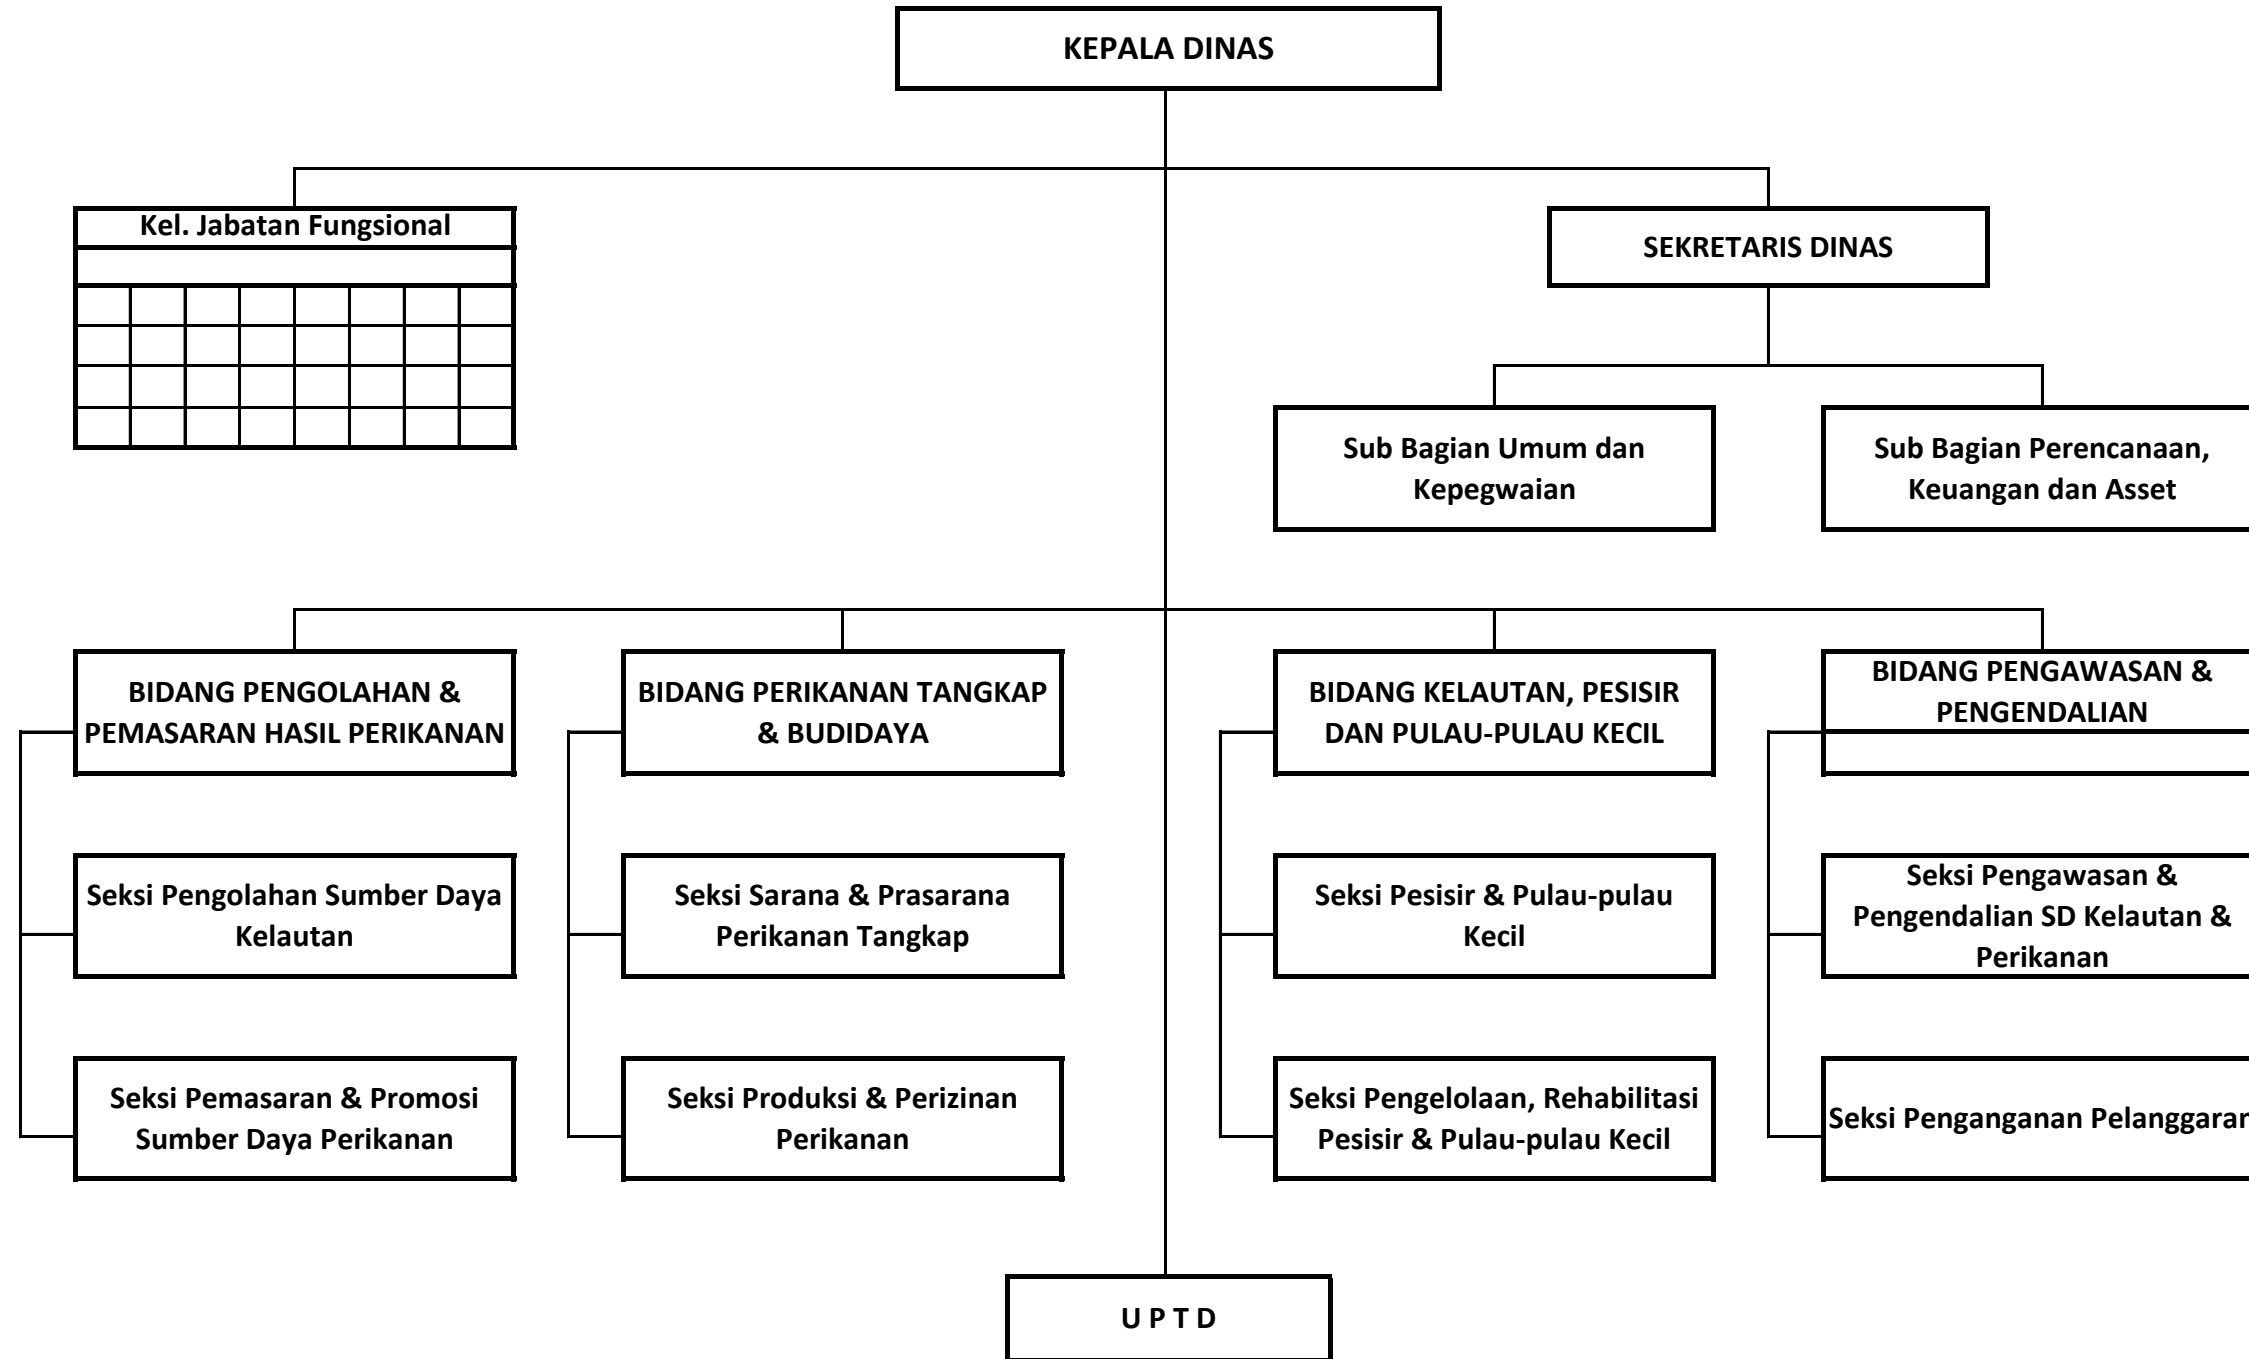 KEPALA DINAS
Kel. Jabatan Fungsional
SEKRETARIS DINAS
Sub Bagian Umum dan
Kepegwaian
Sub Bagian Perencanaan,
Keuangan dan Asset
BIDANG PENGOLAHAN &
PEMASARAN HASIL PERIKANAN
BIDANG PERIKANAN TANGKAP
& BUDIDAYA
BIDANG KELAUTAN, PESISIR
DAN PULAU-PULAU KECIL
BIDANG PENGAWASAN &
PENGENDALIAN
Seksi Pengolahan Sumber Daya
Kelautan
Seksi Sarana & Prasarana
Perikanan Tangkap
Seksi Pesisir & Pulau-pulau
Kecil
Seksi Pengawasan &
Pengendalian SD Kelautan &
Perikanan
Seksi Pemasaran & Promosi
Sumber Daya Perikanan
Seksi Produksi & Perizinan
Perikanan
Seksi Pengelolaan, Rehabilitasi
Pesisir & Pulau-pulau Kecil
Seksi Penganganan Pelanggaran
U P T D